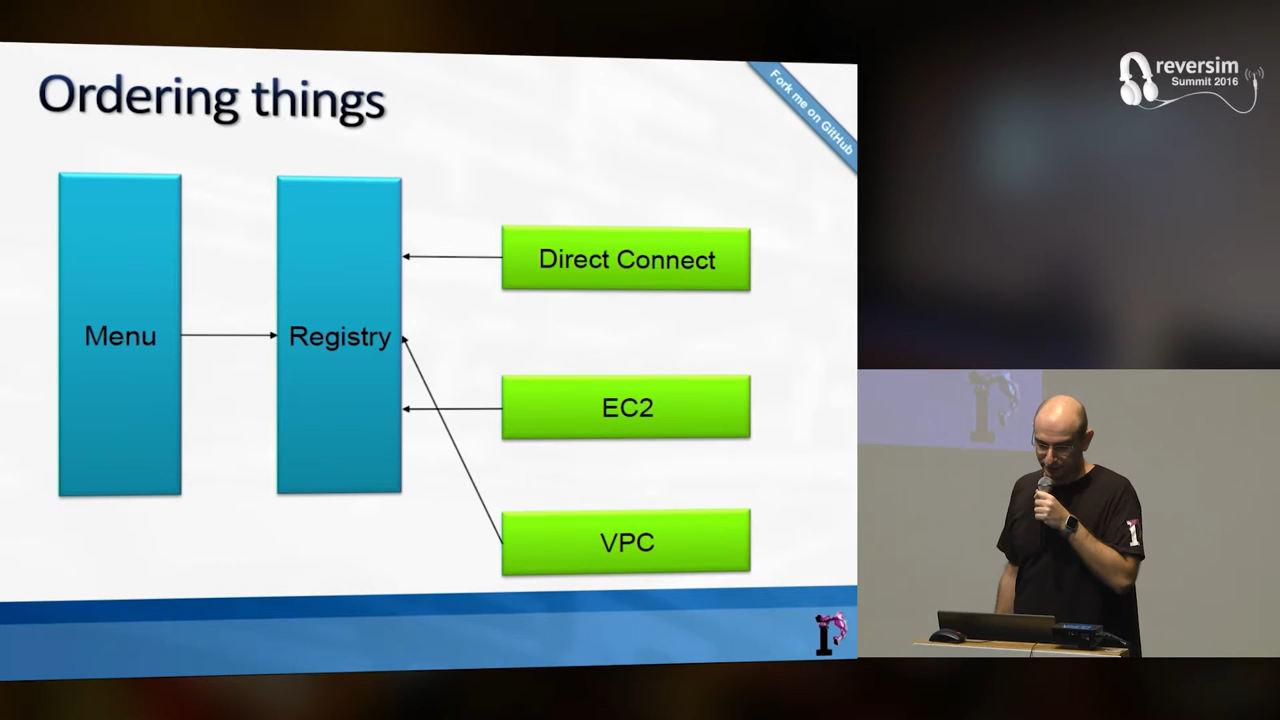 Ordering things
Fork me on GitHub
reversim
Summit 2016
Menu
Registry
Direct Connect
EC2
VPC